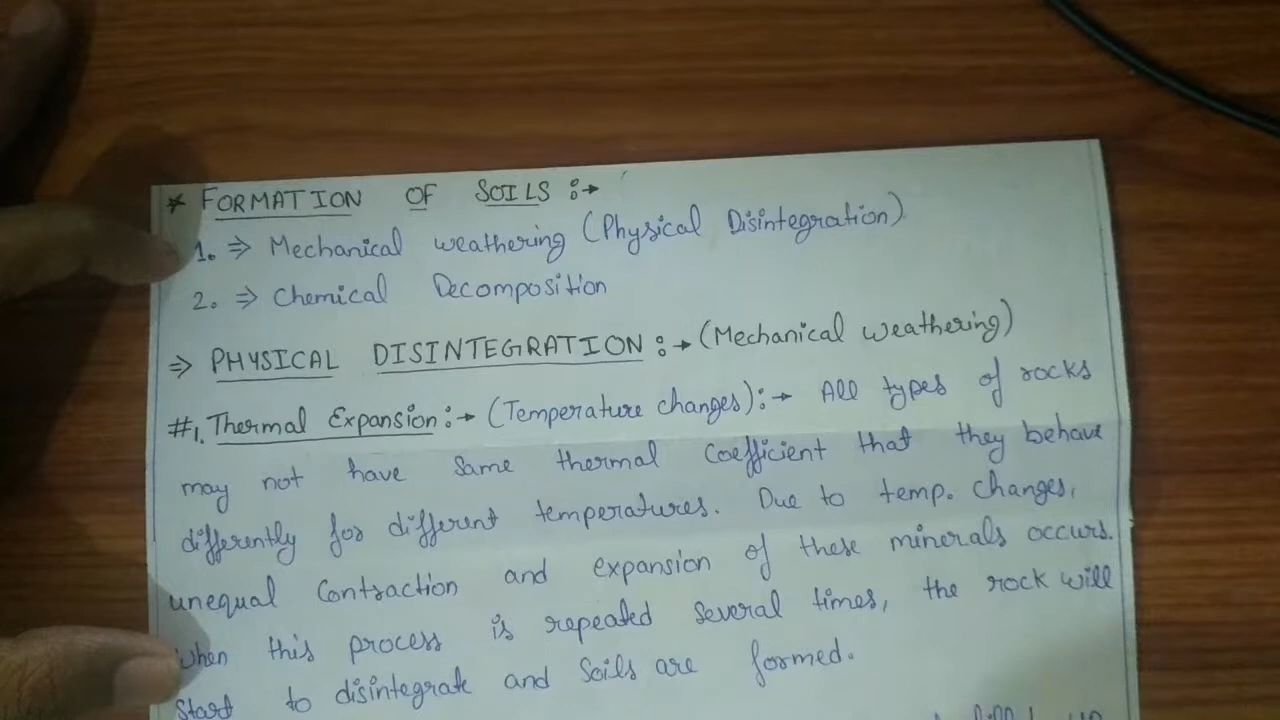 * FORMATION OF SOILS :→
1. ⇒ Mechanical weathering (Physical Disintegration)
2. ⇒ Chemical Decomposition
⇒ PHYSICAL DISINTEGRATION :→ (Mechanical weathering)
#1. Thermal Expansion :→ (Temperature changes) :→ All types of rocks
may not have same thermal coefficient that they behave
differently for different temperatures. Due to temp. changes,
unequal contraction and expansion of these minerals occurs.
When this process is repeated several times, the rock will
start to disintegrate and soils are formed.